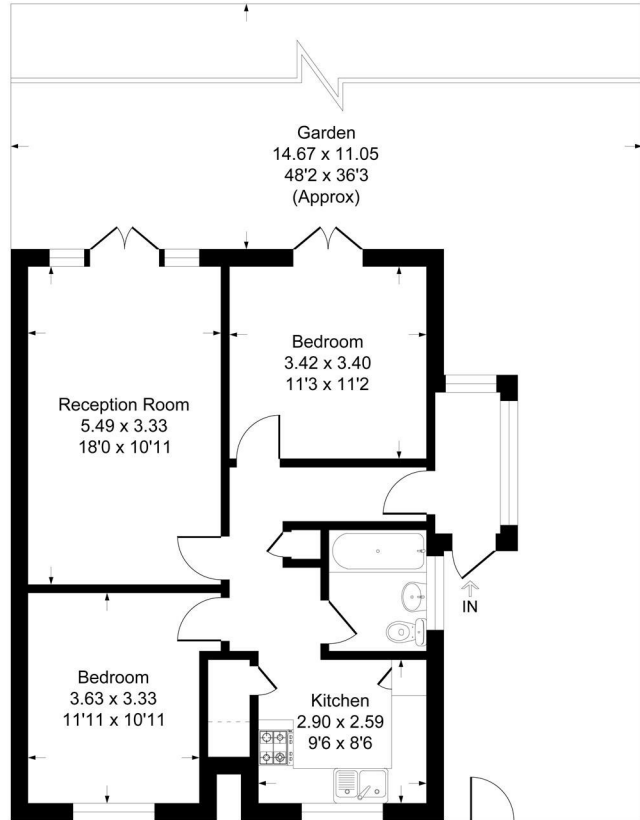 Garden
14.67 x 11.05
48'2 x 36'3
(Approx)
Bedroom
3.42 x 3.40
11'3 x 11'2
Reception Room
5.49 x 3.33
18'0 x 10'11
IN
Bedroom
3.63 x 3.33
11'11 x 10'11
Kitchen
2.90 x 2.59
9'6 x 8'6